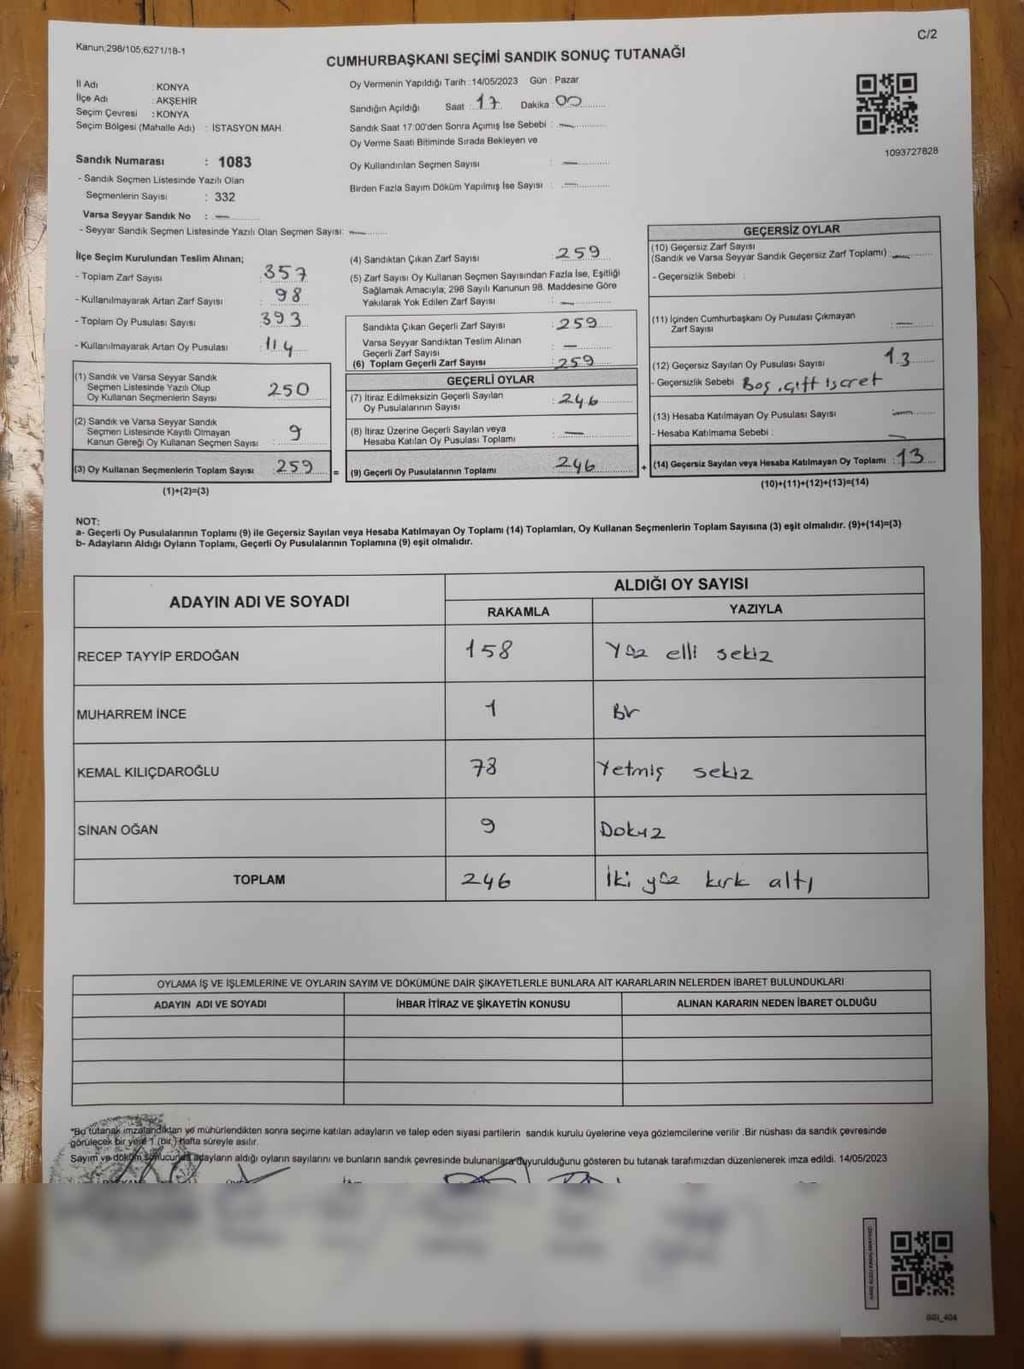 Kanun;298/105;6271/18-1
C/2
CUMHURBAŞKANI SEÇİMİ SANDIK SONUÇ TUTANAĞI
İl Adı : KONYA
İlçe Adı : AKŞEHİR
Seçim Çevresi : KONYA
Seçim Bölgesi (Mahalle Adı) : İSTASYON MAH.
Sandık Numarası : 1083
- Sandık Seçmen Listesinde Yazılı Olan
Seçmenlerin Sayısı : 332
Varsa Seyyar Sandık No : —
- Seyyar Sandık Seçmen Listesinde Yazılı Olan Seçmen Sayısı: —
Oy Vermenin Yapıldığı Tarih :14/05/2023 Gün : Pazar
Sandığın Açıldığı Saat : 17 Dakika : 00
Sandık Saat 17:00'den Sonra Açımış İse Sebebi : —
Oy Verme Saati Bitiminde Sırada Bekleyen ve
Oy Kullandırılan Seçmen Sayısı : —
Birden Fazla Sayım Döküm Yapılmış İse Sayısı : —
1093727828
İlçe Seçim Kurulundan Teslim Alınan;
- Toplam Zarf Sayısı : 357
- Kullanılmayarak Artan Zarf Sayısı : 98
- Toplam Oy Pusulası Sayısı : 393
- Kullanılmayarak Artan Oy Pusulası : 114
(1) Sandık ve Varsa Seyyar Sandık
Seçmen Listesinde Yazılı Olup
Oy Kullanan Seçmenlerin Sayısı : 250
(2) Sandık ve Varsa Seyyar Sandık
Seçmen Listesinde Kayıtlı Olmayan
Kanun Gereği Oy Kullanan Seçmen Sayısı : 9
(3) Oy Kullanan Seçmenlerin Toplam Sayısı : 259
(1)+(2)=(3)
=
(4) Sandıktan Çıkan Zarf Sayısı : 259
(5) Zarf Sayısı Oy Kullanan Seçmen Sayısından Fazla İse, Eşitliği
Sağlamak Amacıyla; 298 Sayılı Kanunun 98. Maddesine Göre
Yakılarak Yok Edilen Zarf Sayısı : —
Sandıkta Çıkan Geçerli Zarf Sayısı : 259
Varsa Seyyar Sandıktan Teslim Alınan
Geçerli Zarf Sayısı : —
(6) Toplam Geçerli Zarf Sayısı : 259
GEÇERLİ OYLAR
(7) İtiraz Edilmeksizin Geçerli Sayılan
Oy Pusulalarının Sayısı : 246
(8) İtiraz Üzerine Geçerli Sayılan veya
Hesaba Katılan Oy Pusulası Toplamı : —
(9) Geçerli Oy Pusulalarının Toplamı : 246
+
GEÇERSİZ OYLAR
(10) Geçersiz Zarf Sayısı
(Sandık ve Varsa Seyyar Sandık Geçersiz Zarf Toplamı) : —
- Geçersizlik Sebebi :
(11) İçinden Cumhurbaşkanı Oy Pusulası Çıkmayan
Zarf Sayısı : —
(12) Geçersiz Sayılan Oy Pusulası Sayısı : 13
- Geçersizlik Sebebi : Boş, çift işaret
(13) Hesaba Katılmayan Oy Pusulası Sayısı : —
- Hesaba Katılmama Sebebi : —
(14) Geçersiz Sayılan veya Hesaba Katılmayan Oy Toplamı : 13
(10)+(11)+(12)+(13)=(14)
NOT:
a- Geçerli Oy Pusulalarının Toplamı (9) ile Geçersiz Sayılan veya Hesaba Katılmayan Oy Toplamı (14) Toplamları, Oy Kullanan Seçmenlerin Toplam Sayısına (3) eşit olmalıdır. (9)+(14)=(3)
b- Adayların Aldığı Oyların Toplamı, Geçerli Oy Pusulalarının Toplamına (9) eşit olmalıdır.
ADAYIN ADI VE SOYADI
ALDIĞI OY SAYISI
RAKAMLA YAZIYLA
RECEP TAYYİP ERDOĞAN 158 Yüz elli sekiz
MUHARREM İNCE 1 Bir
KEMAL KILIÇDAROĞLU 78 Yetmiş sekiz
SİNAN OĞAN 9 Dokuz
TOPLAM 246 İki yüz kırk altı
OYLAMA İŞ VE İŞLEMLERİNE VE OYLARIN SAYIM VE DÖKÜMÜNE DAİR ŞİKAYETLERLE BUNLARA AİT KARARLARIN NELERDEN İBARET BULUNDUKLARI
ADAYIN ADI VE SOYADI İHBAR İTİRAZ VE ŞİKAYETİN KONUSU ALINAN KARARIN NEDEN İBARET OLDUĞU
*Bu tutanak imzalandıktan ve mühürlendikten sonra seçime katılan adayların ve talep eden siyasi partilerin sandık kurulu üyelerine veya gözlemcilerine verilir .Bir nüshası da sandık çevresinde
görülecek bir yere 1 (bir ) hafta süreyle asılır.
Sayım ve döküm sonucunda adayların aldığı oyların sayılarını ve bunların sandık çevresinde bulunanlara duyurulduğunu gösteren bu tutanak tarafımızdan düzenlenerek imza edildi. 14/05/2023